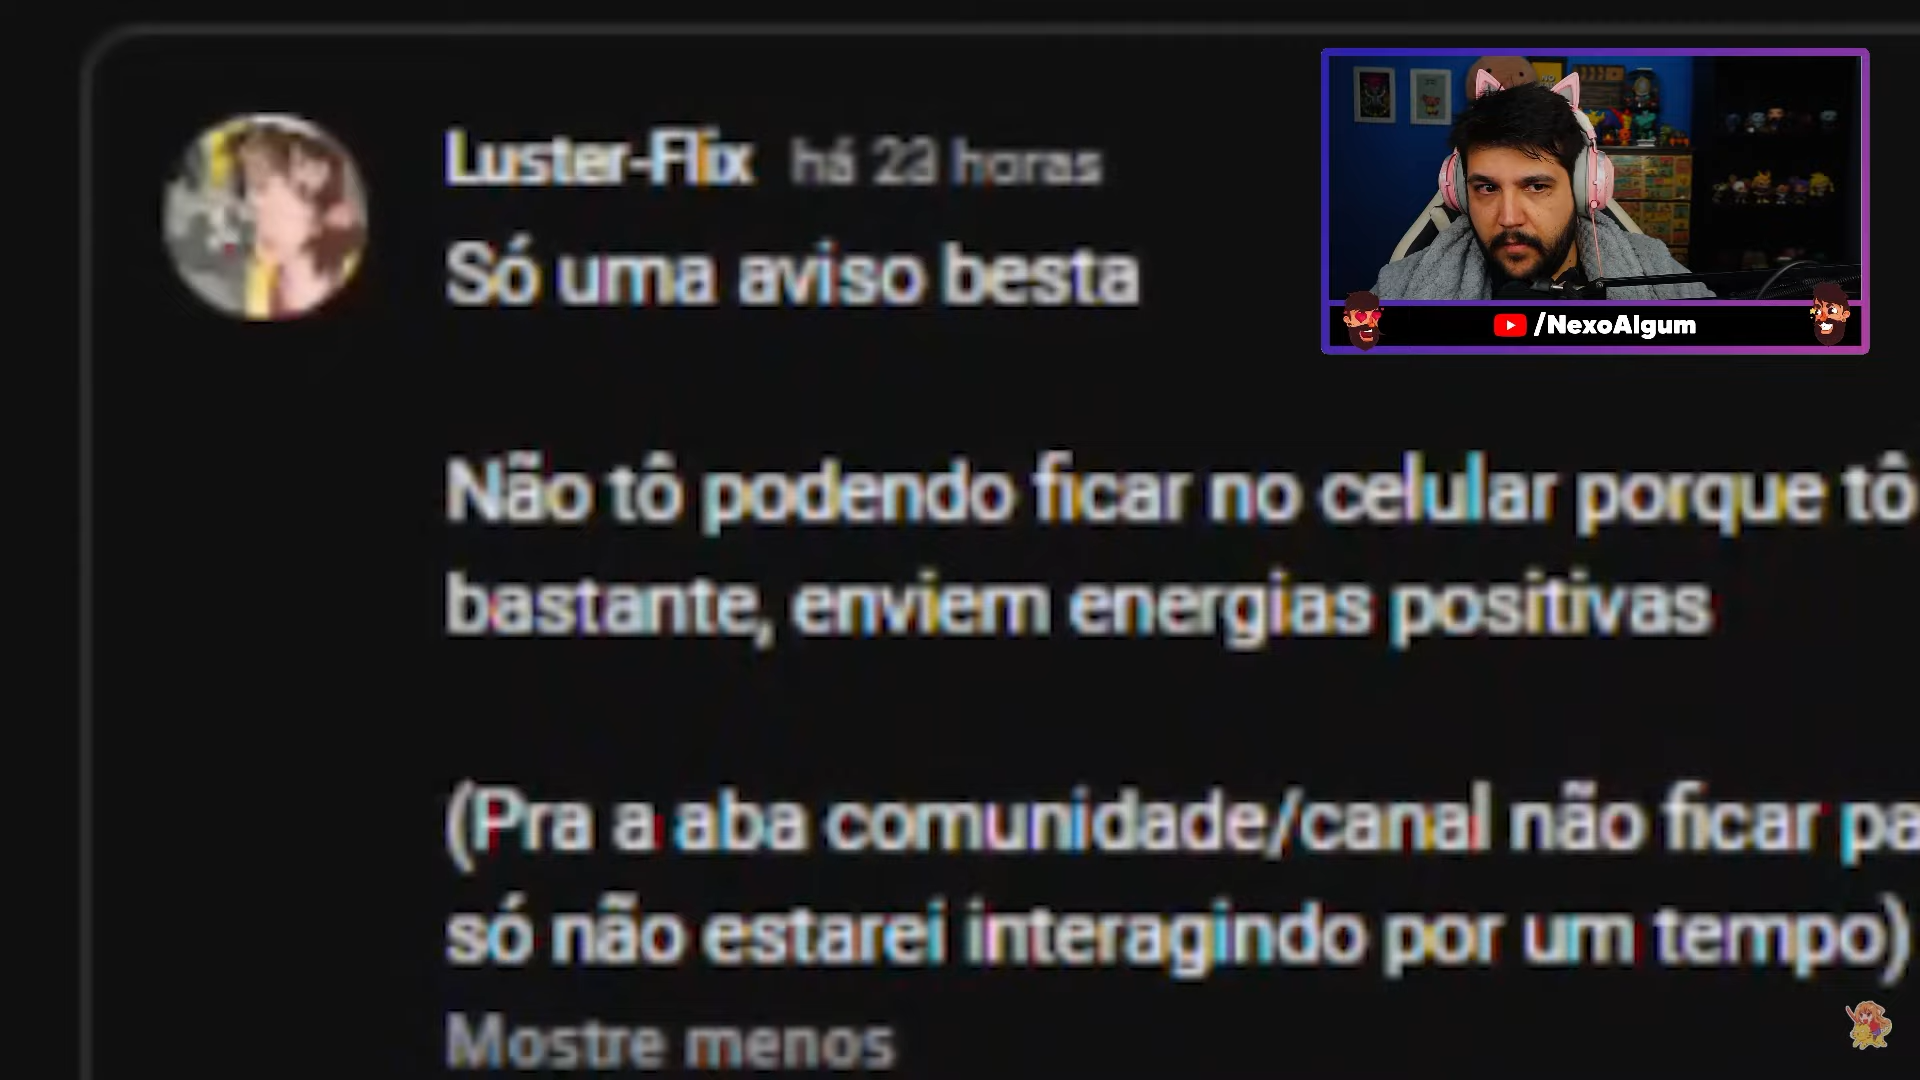 Luster-Flix há 23 horas
Só uma aviso besta
/NexoAlgum
Não tô podendo ficar no celular porque tô
bastante, enviem energias positivas
(Pra a aba comunidade/canal não ficar pa
só não estarei interagindo por um tempo)
Mostre menos